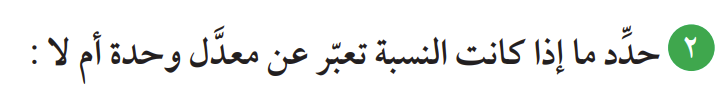 ٢ حدِّد ما إذا كانت النسبة تعبّر عن معدَّل وحدة أم لا :